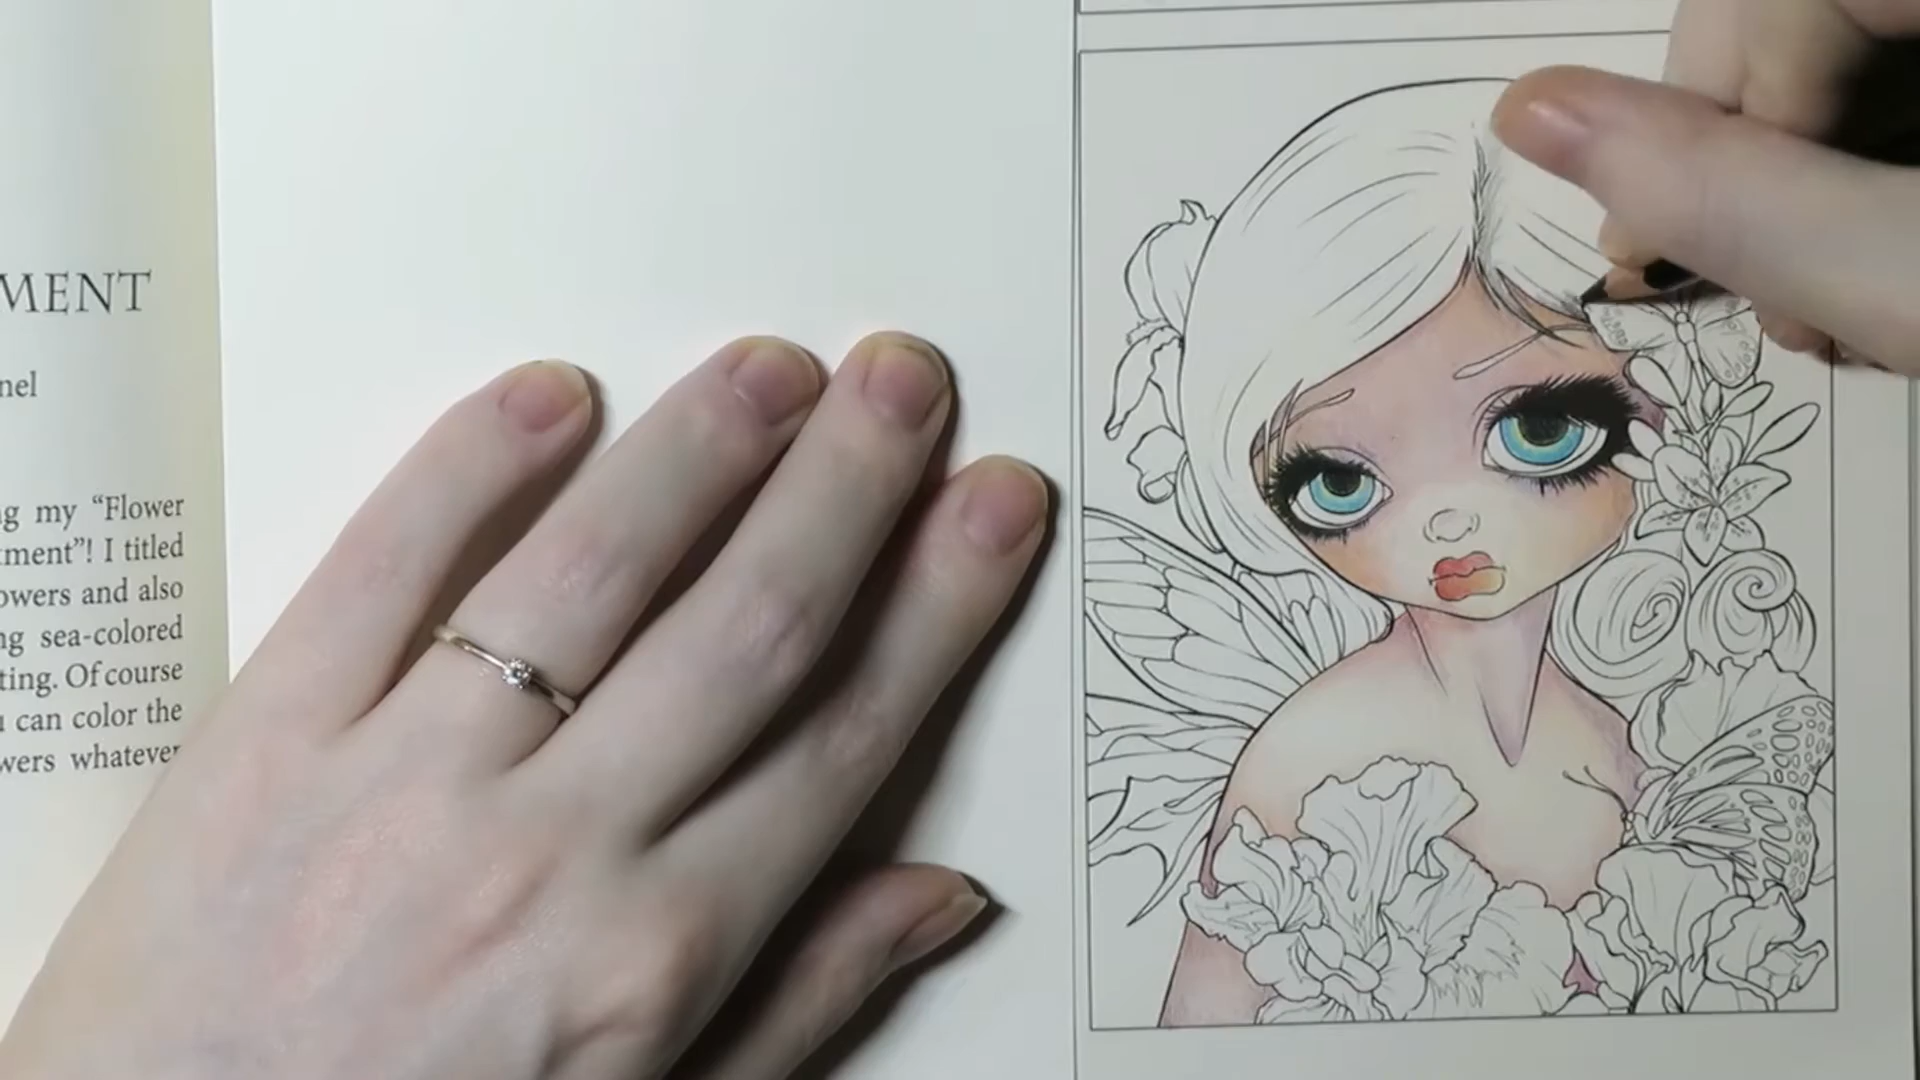 MENT
nel
ng my “Flower
tment”! I titled
owers and also
ng sea-colored
ting. Of course
u can color the
wers whatever